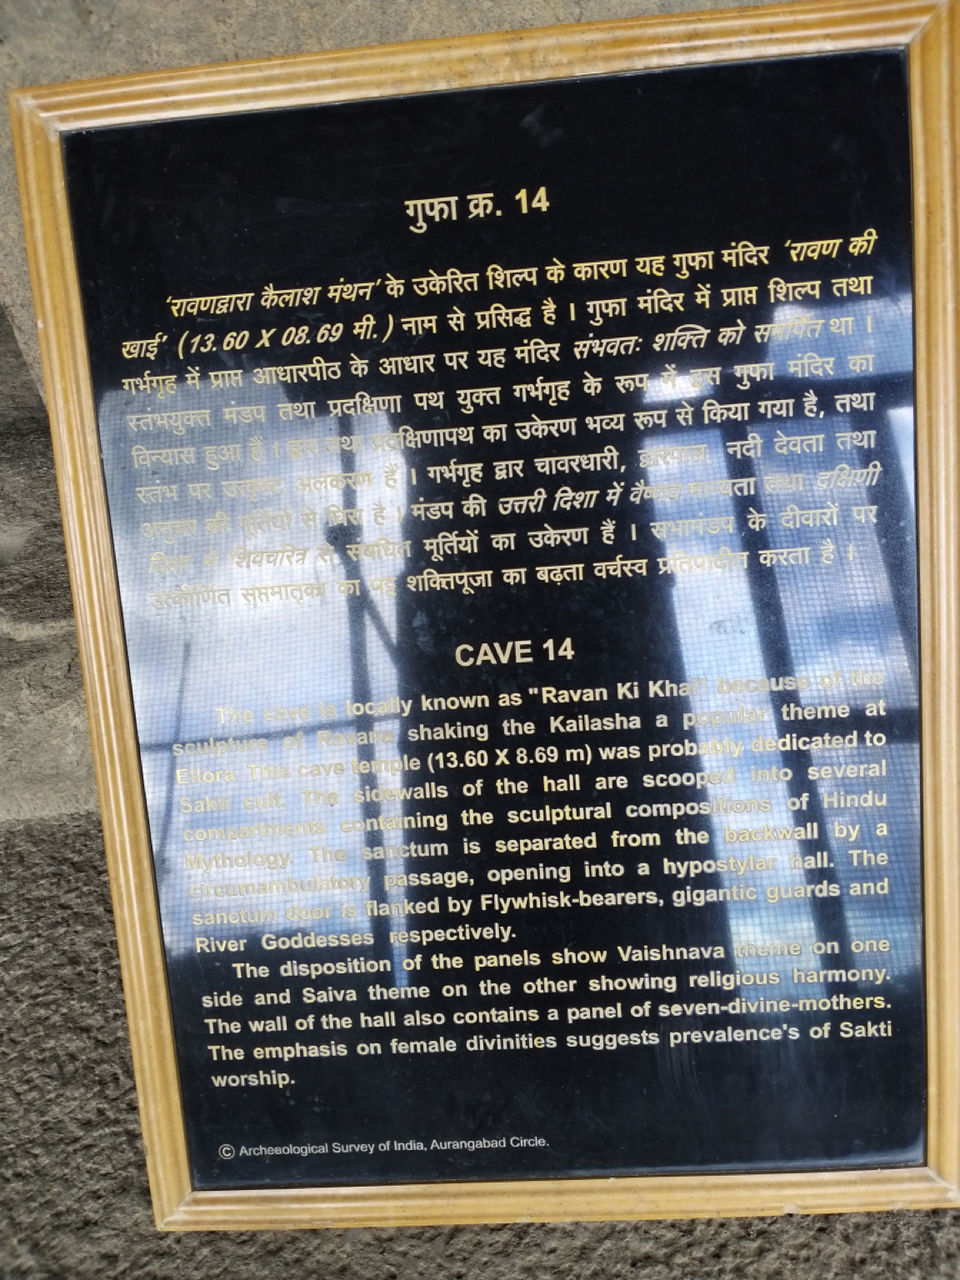 गुफा क्र. 14
'रावणद्वारा कैलाश मंथन' के उकेरित शिल्प के कारण यह गुफा मंदिर 'रावण की
खाई' (13.60 X 08.69 मी.) नाम से प्रसिद्ध है । गुफा मंदिर में प्राप्त शिल्प तथा
गर्भगृह में प्राप्त आधारपीठ के आधार पर यह मंदिर संभवतः शक्ति को समर्पित था ।
स्तंभयुक्त मंडप तथा प्रदक्षिणा पथ युक्त गर्भगृह के रूप में इस गुफा मंदिर का
विन्यास हुआ है । तथा प्रदक्षिणापथ का उकेरण भव्य रूप से किया गया है, तथा
स्तंभ पर उत्कृष्ट अलंकरण हैं । गर्भगृह द्वार चावरधारी, द्वारपाल, नदी देवता तथा
की मूर्तियों से घिरा है । मंडप की उत्तरी दिशा में वैष्णव मान्यता तथा दक्षिणी
दिशा में शिवचरित्र से संबंधित मूर्तियों का उकेरण हैं । सभामंडप के दीवारों पर
उत्कीर्णित सप्तमातृका का पट्ट शक्तिपूजा का बढ़ता वर्चस्व प्रतिपादीत करता है ।
CAVE 14
The cave is locally known as "Ravan Ki Khai" because of the
sculpture of Ravana shaking the Kailasha a popular theme at
Ellora This cave temple (13.60 X 8.69 m) was probably dedicated to
Sakti cult. The sidewalls of the hall are scooped into several
compartments containing the sculptural compositions of Hindu
Mythology. The sanctum is separated from the backwall by a
circumambulatory passage, opening into a hypostylar hall. The
sanctum door is flanked by Flywhisk-bearers, gigantic guards and
River Goddesses respectively.
The disposition of the panels show Vaishnava theme on one
side and Saiva theme on the other showing religious harmony.
The wall of the hall also contains a panel of seven-divine-mothers.
The emphasis on female divinities suggests prevalence's of Sakti
worship.
© Archeaological Survey of India, Aurangabad Circle.